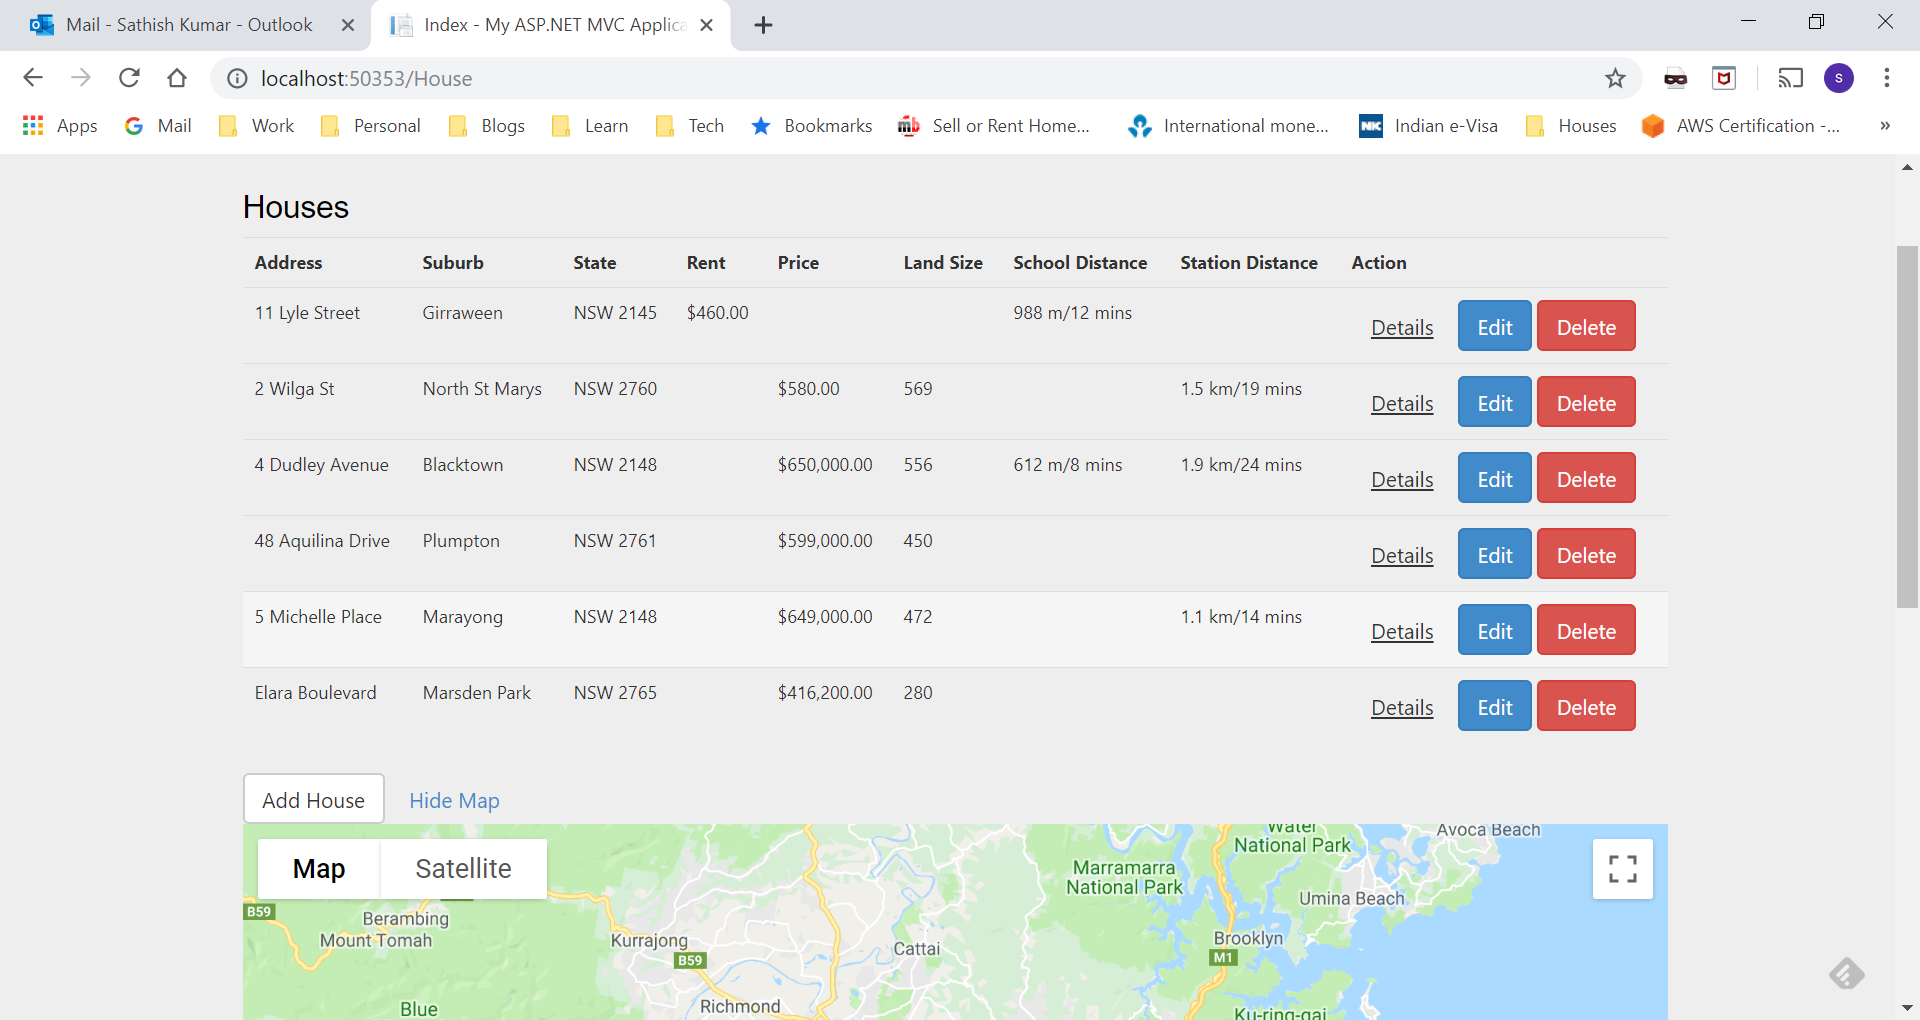 Mail - Sathish Kumar - Outlook
Index - My ASP.NET MVC Applica
localhost:50353/House
S
Apps Mail Work Personal Blogs Learn Tech Bookmarks Sell or Rent Home... International mone... Indian e-Visa Houses AWS Certification -... »
Houses
Address Suburb State Rent Price Land Size School Distance Station Distance Action
11 Lyle Street Girraween NSW 2145 $460.00 988 m/12 mins Details Edit Delete
2 Wilga St North St Marys NSW 2760 $580.00 569 1.5 km/19 mins Details Edit Delete
4 Dudley Avenue Blacktown NSW 2148 $650,000.00 556 612 m/8 mins 1.9 km/24 mins Details Edit Delete
48 Aquilina Drive Plumpton NSW 2761 $599,000.00 450 Details Edit Delete
5 Michelle Place Marayong NSW 2148 $649,000.00 472 1.1 km/14 mins Details Edit Delete
Elara Boulevard Marsden Park NSW 2765 $416,200.00 280 Details Edit Delete
Add House Hide Map
Map Satellite
Water
National Park
Avoca Beach
Marramarra
National Park
Umina Beach
B59
Berambing
Mount Tomah
Kurrajong
B59
Cattai
Brooklyn
M1
Richmond
Blue
Ku-ring-gai